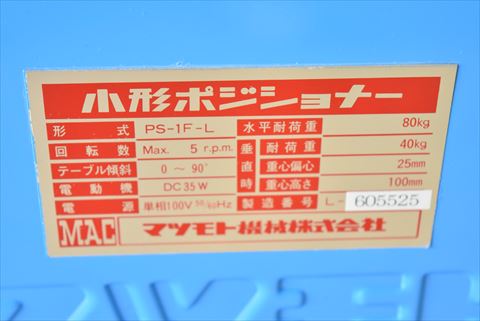 小形ポジショナー
形式 PS-1F-L 水平耐荷重 80kg
回転数 Max. 5 r.p.m. 垂直時 耐荷重 40kg
テーブル傾斜 0 ～ 90° 重心偏心 25mm
電動機 DC35W 重心高さ 100mm
電源 単相100V 50/60Hz 製造番号 L- 605525
MAC マツモト機械株式会社